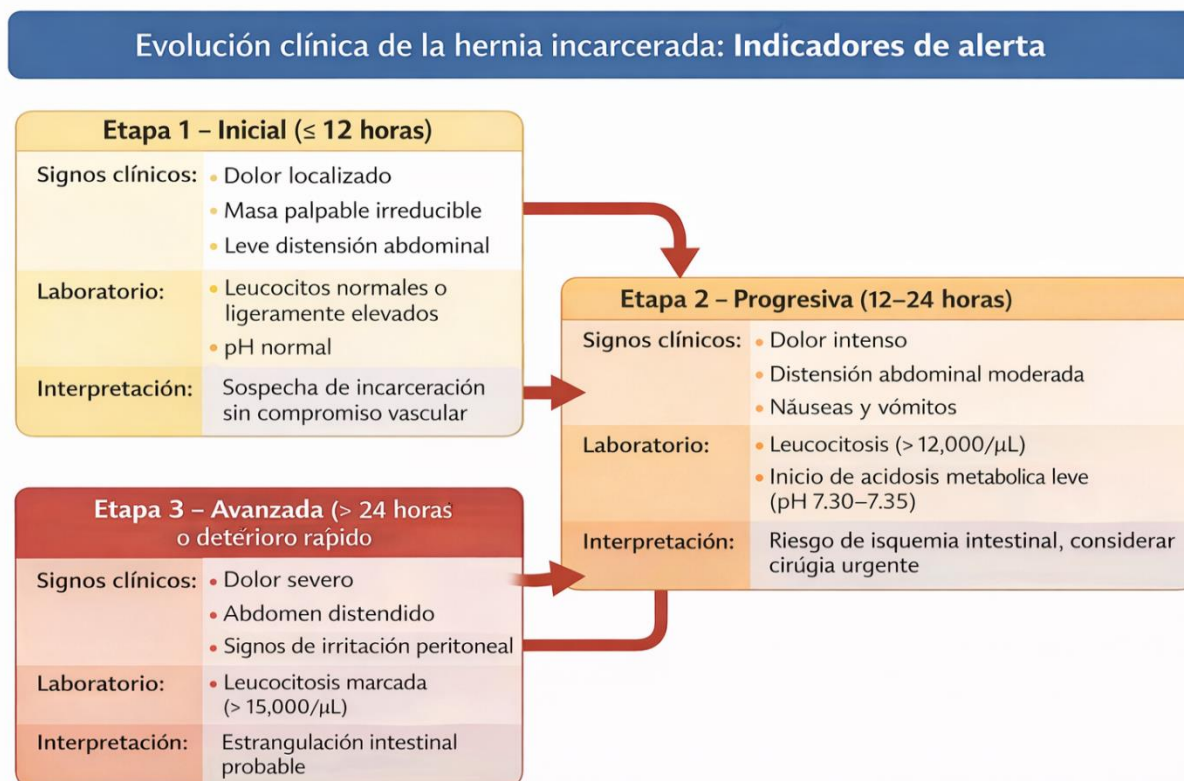 Evolución clínica de la hernia incarcerada: Indicadores de alerta
Etapa 1 – Inicial (≤ 12 horas)
Signos clínicos:
• Dolor localizado
• Masa palpable irreducible
• Leve distensión abdominal
Laboratorio:
• Leucocitos normales o
ligeramente elevados
• pH normal
Interpretación:
Sospecha de incarceración
sin compromiso vascular
Etapa 2 – Progresiva (12–24 horas)
Signos clínicos:
• Dolor intenso
• Distensión abdominal moderada
• Náuseas y vómitos
Laboratorio:
• Leucocitosis (> 12,000/μL)
• Inicio de acidosis metabolica leve
(pH 7.30–7.35)
Interpretación:
Riesgo de isquemia intestinal, considerar
cirúgia urgente
Etapa 3 – Avanzada (> 24 horas
o detérioro rápido
Signos clínicos:
• Dolor severo
• Abdomen distendido
• Signos de irritación peritoneal
Laboratorio:
• Leucocitosis marcada
(> 15,000/μL)
Interpretación:
Estrangulación intestinal
probable